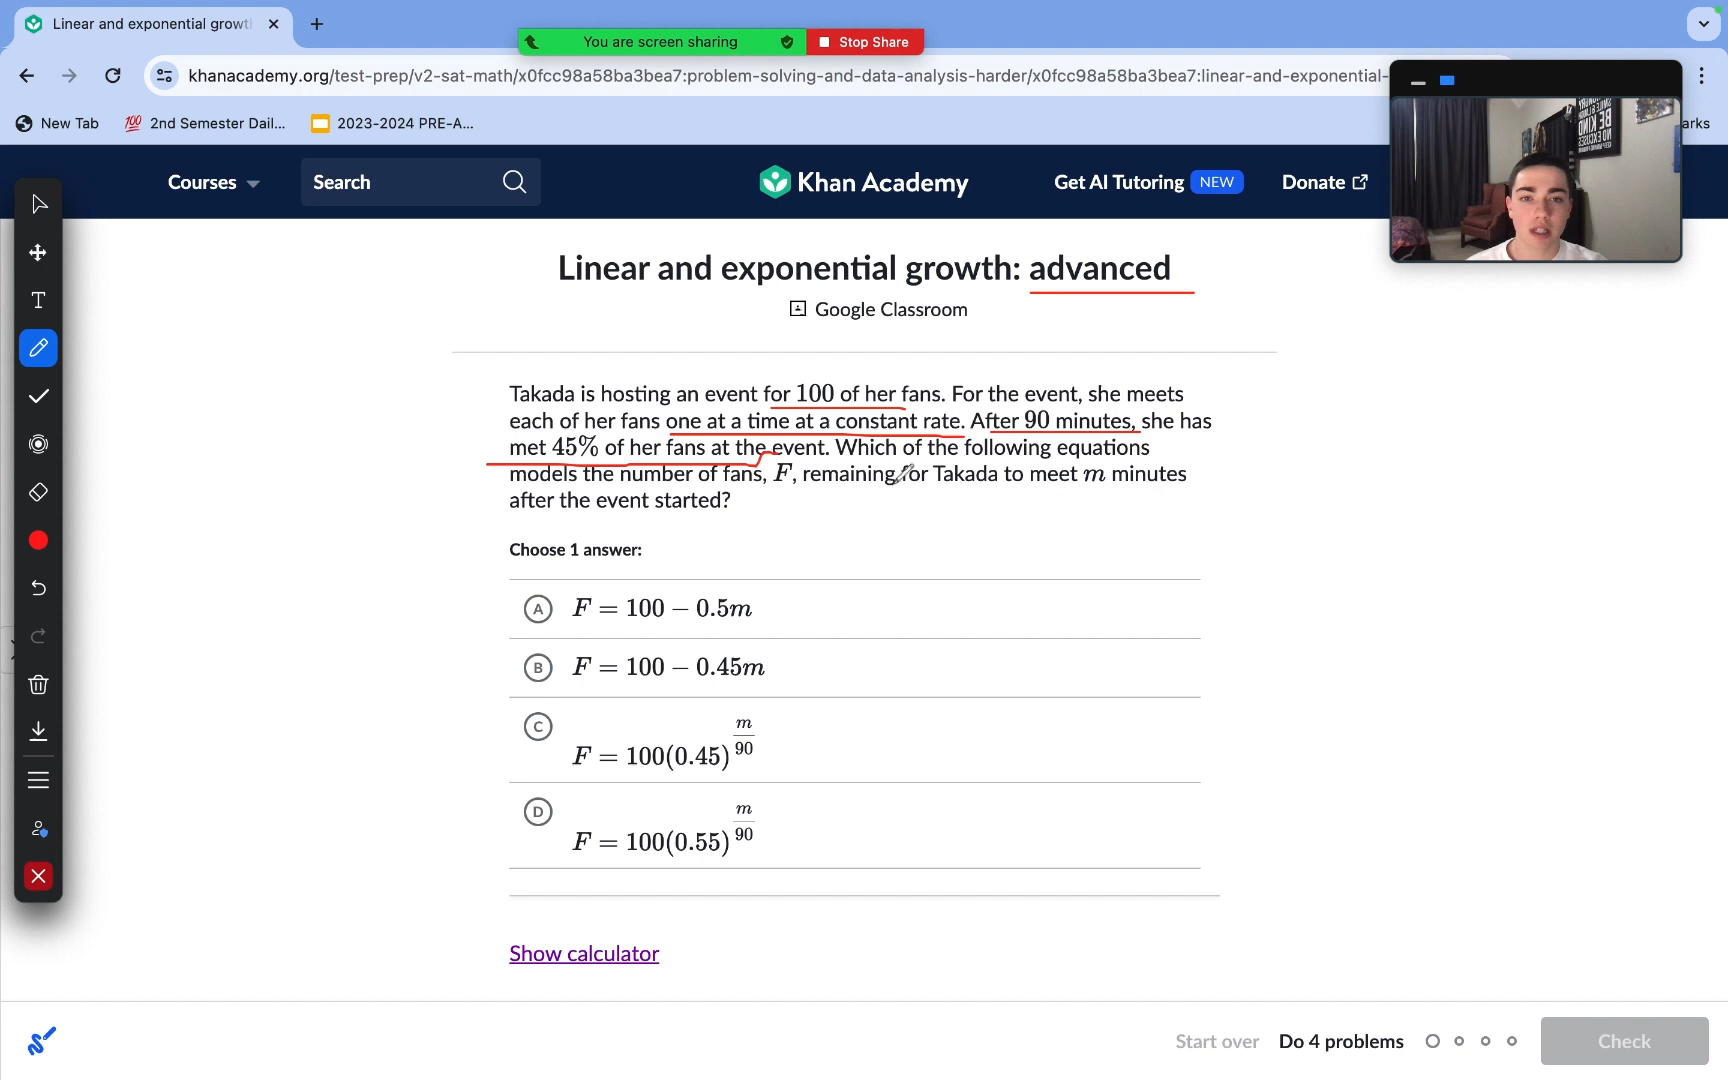 Linear and exponential growt
You are screen sharing
Stop Share
khanacademy.org/test-prep/v2-sat-math/x0fcc98a58ba3bea7:problem-solving-and-data-analysis-harder/x0fcc98a58ba3bea7:linear-and-exponential-
New Tab
2nd Semester Dail...
2023-2024 PRE-A...
arks
Courses
Search
Khan Academy
Get AI Tutoring NEW
Donate
BE KIND
NO EXCUSES
Linear and exponential growth: advanced
Google Classroom
Takada is hosting an event for 100 of her fans. For the event, she meets
each of her fans one at a time at a constant rate. After 90 minutes, she has
met 45% of her fans at the event. Which of the following equations
models the number of fans, F, remaining for Takada to meet m minutes
after the event started?
Choose 1 answer:
A F = 100 − 0.5m
B F = 100 − 0.45m
C F = 100(0.45)^(m/90)
D F = 100(0.55)^(m/90)
Show calculator
Start over
Do 4 problems
Check